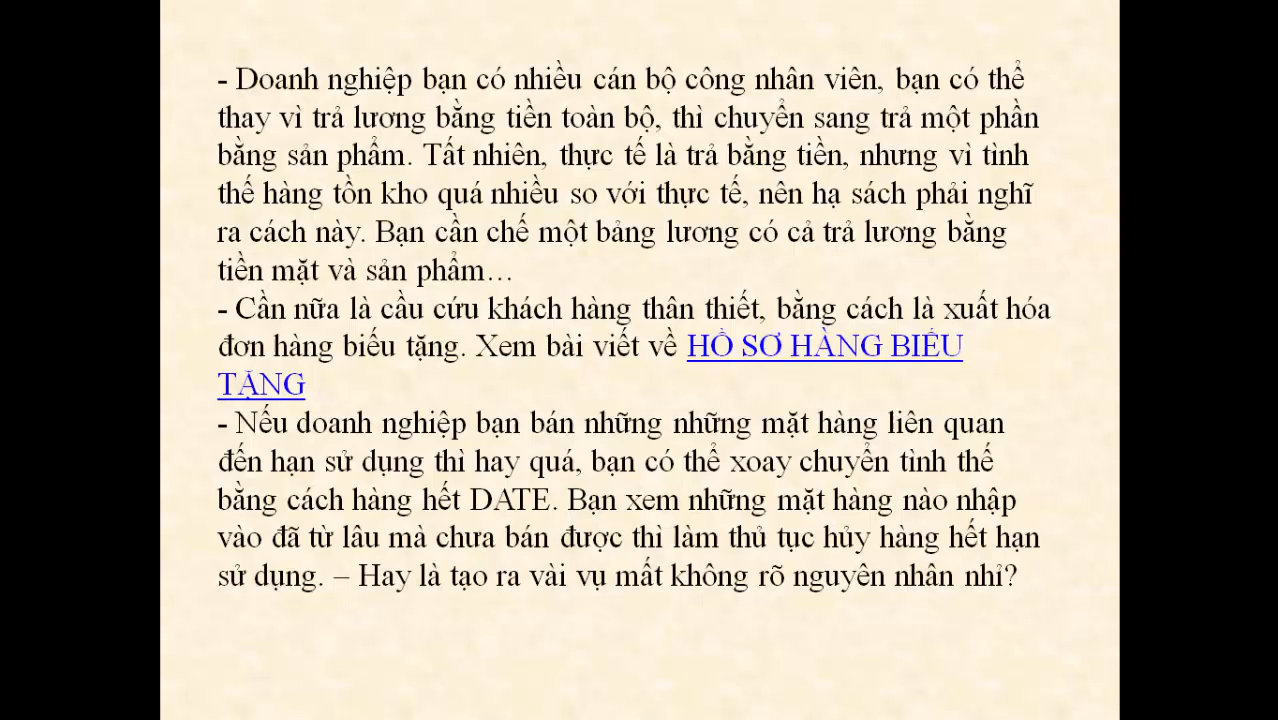 - Doanh nghiệp bạn có nhiều cán bộ công nhân viên, bạn có thể
thay vì trả lương bằng tiền toàn bộ, thì chuyển sang trả một phần
bằng sản phẩm. Tất nhiên, thực tế là trả bằng tiền, nhưng vì tình
thế hàng tồn kho quá nhiều so với thực tế, nên hạ sách phải nghĩ
ra cách này. Bạn cần chế một bảng lương có cả trả lương bằng
tiền mặt và sản phẩm…
- Cần nữa là cầu cứu khách hàng thân thiết, bằng cách là xuất hóa
đơn hàng biếu tặng. Xem bài viết về HỒ SƠ HÀNG BIẾU
TẶNG
- Nếu doanh nghiệp bạn bán những những mặt hàng liên quan
đến hạn sử dụng thì hay quá, bạn có thể xoay chuyển tình thế
bằng cách hàng hết DATE. Bạn xem những mặt hàng nào nhập
vào đã từ lâu mà chưa bán được thì làm thủ tục hủy hàng hết hạn
sử dụng. – Hay là tạo ra vài vụ mất không rõ nguyên nhân nhỉ?